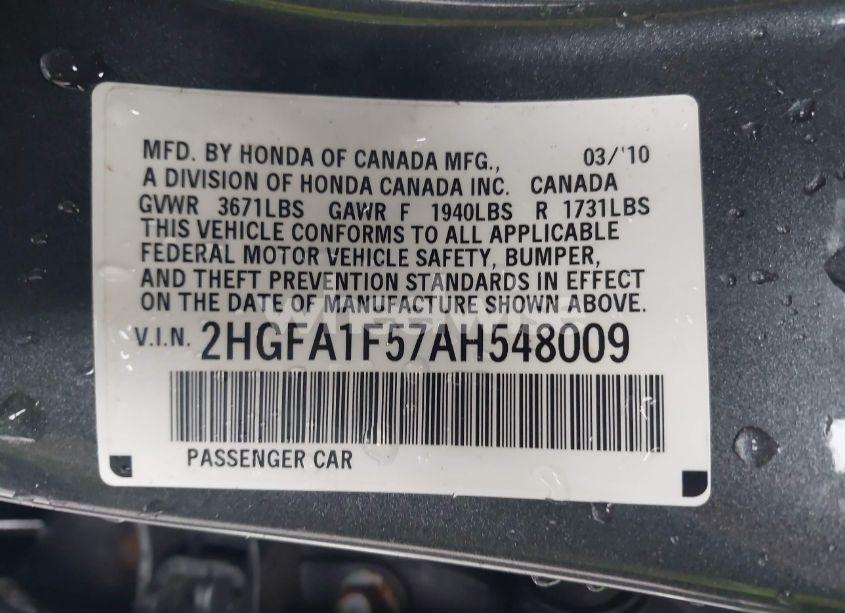 MFD. BY HONDA OF CANADA MFG., 03/'10
A DIVISION OF HONDA CANADA INC. CANADA
GVWR 3671LBS GAWR F 1940LBS R 1731LBS
THIS VEHICLE CONFORMS TO ALL APPLICABLE
FEDERAL MOTOR VEHICLE SAFETY, BUMPER,
AND THEFT PREVENTION STANDARDS IN EFFECT
ON THE DATE OF MANUFACTURE SHOWN ABOVE.
V.I.N. 2HGFA1F57AH548009
PASSENGER CAR